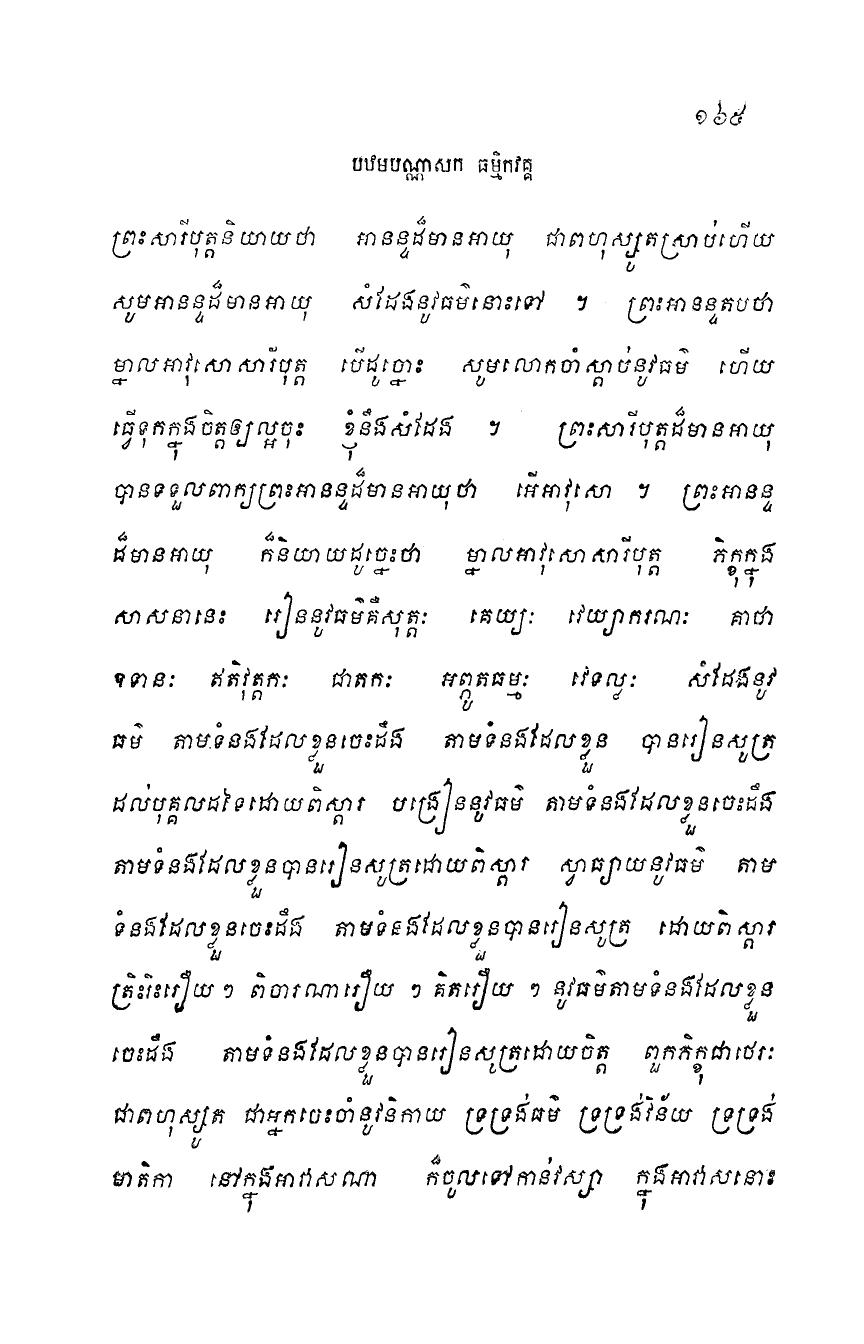 ១៦៥
បឋមបណ្ណាសក ធម្មិកវគ្គ
ព្រះសារីបុត្តនិយាយថា អានន្ទដ៏មានអាយុ ជាពហុស្សូតស្រាប់ហើយ
សូមអានន្ទដ៏មានអាយុ សំដែងនូវធម៌នោះទៅ ។ ព្រះអានន្ទតបថា
ម្នាលអាវុសោសារីបុត្ត បើដូច្នោះ សូមលោកចាំស្តាប់នូវធម៌ ហើយ
ធ្វើទុកក្នុងចិត្តឲ្យល្អចុះ ខ្ញុំនឹងសំដែង ។ ព្រះសារីបុត្តដ៏មានអាយុ
បានទទួលពាក្យព្រះអានន្ទដ៏មានអាយុថា អើអាវុសោ ។ ព្រះអានន្ទ
ដ៏មានអាយុ ក៏និយាយដូច្នេះថា ម្នាលអាវុសោសារីបុត្ត ភិក្ខុក្នុង
សាសនានេះ រៀននូវធម៌គឺសុត្តៈ គេយ្យៈ វេយ្យាករណៈ គាថា
ឧទានៈ ឥតិវុត្តកៈ ជាតកៈ អព្ភូតធម្មៈ វេទល្លៈ សំដែងនូវ
ធម៌ តាមទំនងដែលខ្លួនចេះដឹង តាមទំនងដែលខ្លួន បានរៀនសូត្រ
ដល់បុគ្គលដទៃដោយពិស្តារ បង្រៀននូវធម៌ តាមទំនងដែលខ្លួនចេះដឹង
តាមទំនងដែលខ្លួនបានរៀនសូត្រដោយពិស្តារ ស្វាធ្យាយនូវធម៌ តាម
ទំនងដែលខ្លួនចេះដឹង តាមទំនងដែលខ្លួនបានរៀនសូត្រ ដោយពិស្តារ
ត្រិះរិះរឿយ ៗ ពិចារណារឿយ ៗ គិតរឿយ ៗ នូវធម៌តាមទំនងដែលខ្លួន
ចេះដឹង តាមទំនងដែលខ្លួនបានរៀនសូត្រដោយចិត្ត ពួកភិក្ខុជាថេរៈ
ជាពហុស្សូត ជាអ្នកចេះចាំនូវនិកាយ ទ្រទ្រង់ធម៌ ទ្រទ្រង់វិន័យ ទ្រទ្រង់
មាតិកា នៅក្នុងអាវាសណា ក៏ចូលទៅកាន់វស្សា ក្នុងអាវាសនោះ